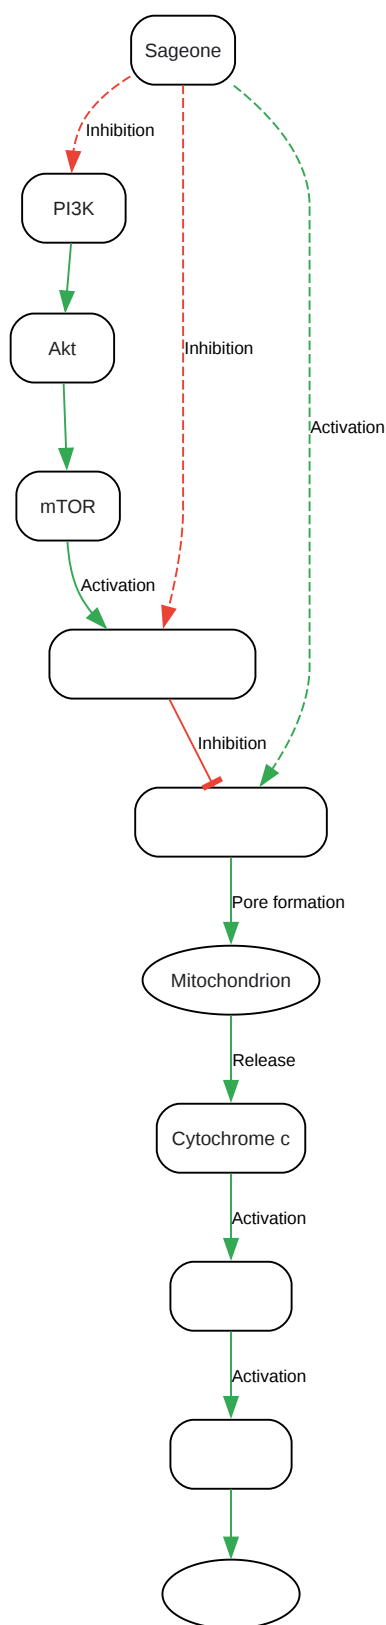 Sageone
Inhibition
PI3K
Akt
Inhibition
Activation
mTOR
Activation
Inhibition
Pore formation
Mitochondrion
Release
Cytochrome c
Activation
Activation